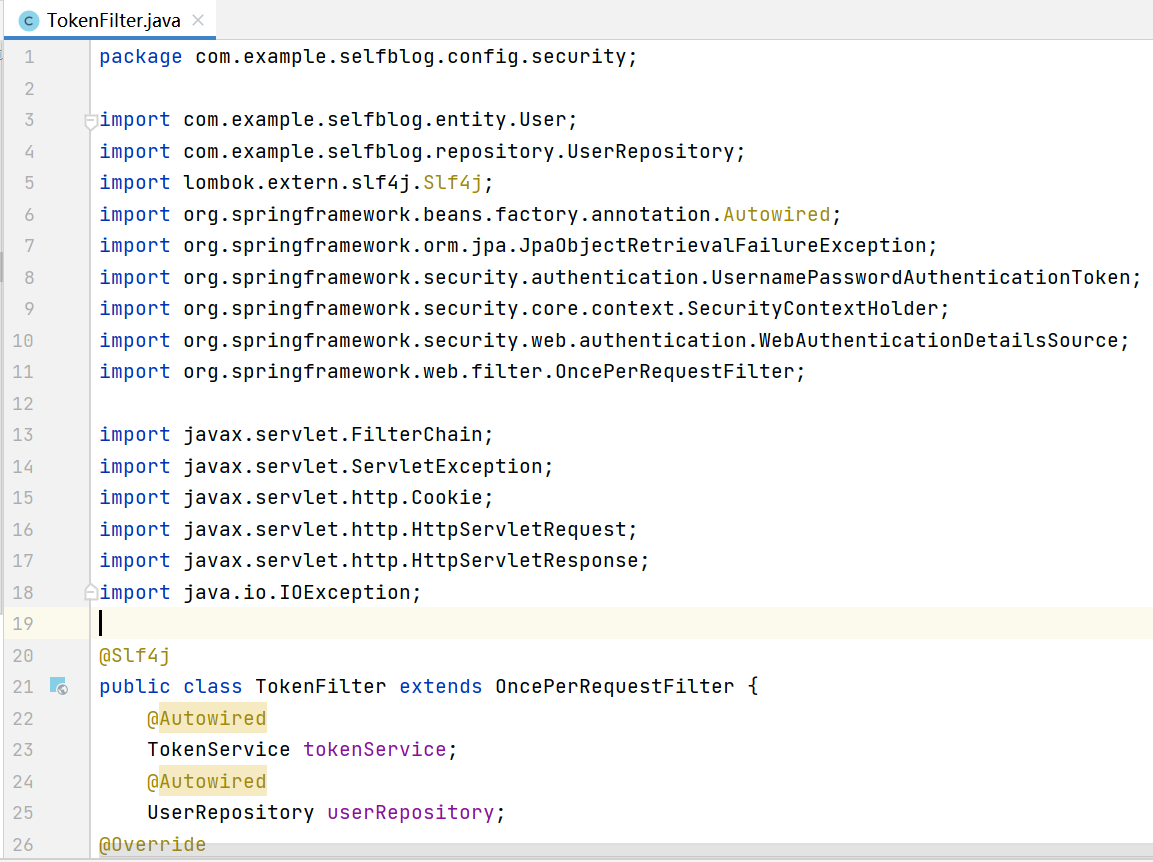 C TokenFilter.java ×
1 package com.example.selfblog.config.security;
2
3 import com.example.selfblog.entity.User;
4 import com.example.selfblog.repository.UserRepository;
5 import lombok.extern.slf4j.Slf4j;
6 import org.springframework.beans.factory.annotation.Autowired;
7 import org.springframework.orm.jpa.JpaObjectRetrievalFailureException;
8 import org.springframework.security.authentication.UsernamePasswordAuthenticationToken;
9 import org.springframework.security.core.context.SecurityContextHolder;
10 import org.springframework.security.web.authentication.WebAuthenticationDetailsSource;
11 import org.springframework.web.filter.OncePerRequestFilter;
12
13 import javax.servlet.FilterChain;
14 import javax.servlet.ServletException;
15 import javax.servlet.http.Cookie;
16 import javax.servlet.http.HttpServletRequest;
17 import javax.servlet.http.HttpServletResponse;
18 import java.io.IOException;
19
20 @Slf4j
21 public class TokenFilter extends OncePerRequestFilter {
22     @Autowired
23     TokenService tokenService;
24     @Autowired
25     UserRepository userRepository;
26 @Override